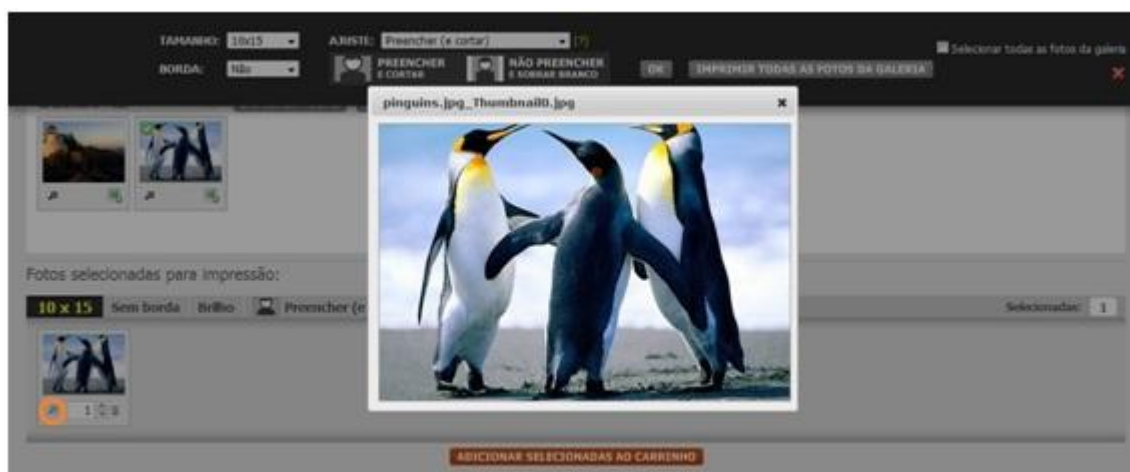 TAMANHO: 10x15 AJUSTE: Preencher (e cortar) [?]
Selecionar todas as fotos da galeria
BORDA: Não PREENCHER E CORTAR NÃO PREENCHER E SOBRAR BRANCO OK IMPRIMIR TODAS AS FOTOS DA GALERIA
pinguins.jpg_Thumbnail0.jpg
Fotos selecionadas para impressão:
10 x 15 Sem borda Brilho Preencher (e Selecionadas: 1
1
ADICIONAR SELECIONADAS AO CARRINHO